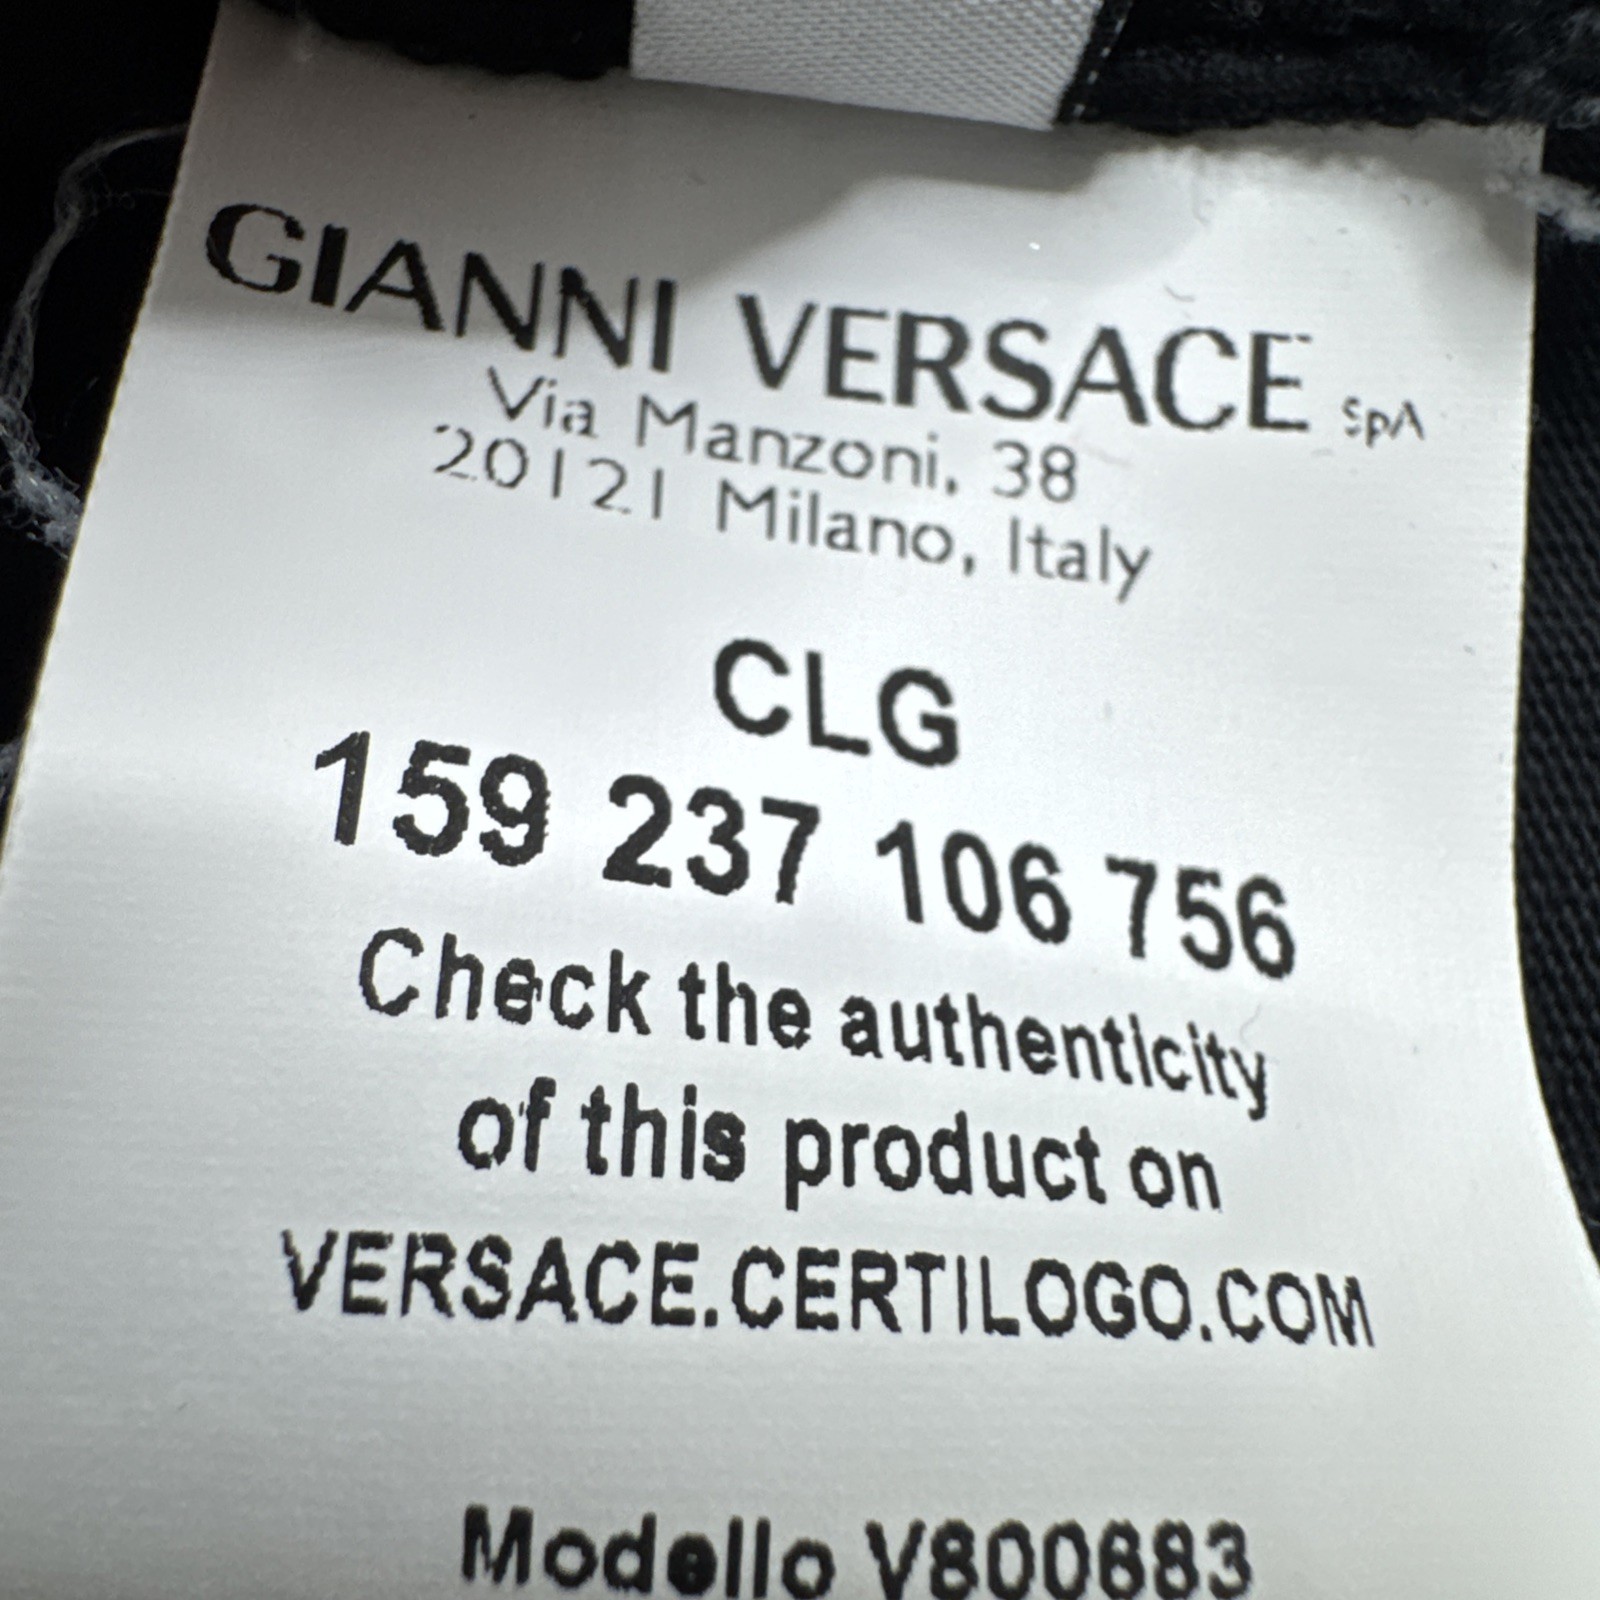 GIANNI VERSACE SpA
Via Manzoni, 38
20121 Milano, Italy
CLG
159 237 106 756
Check the authenticity
of this product on
VERSACE.CERTILOGO.COM
Modello V800683